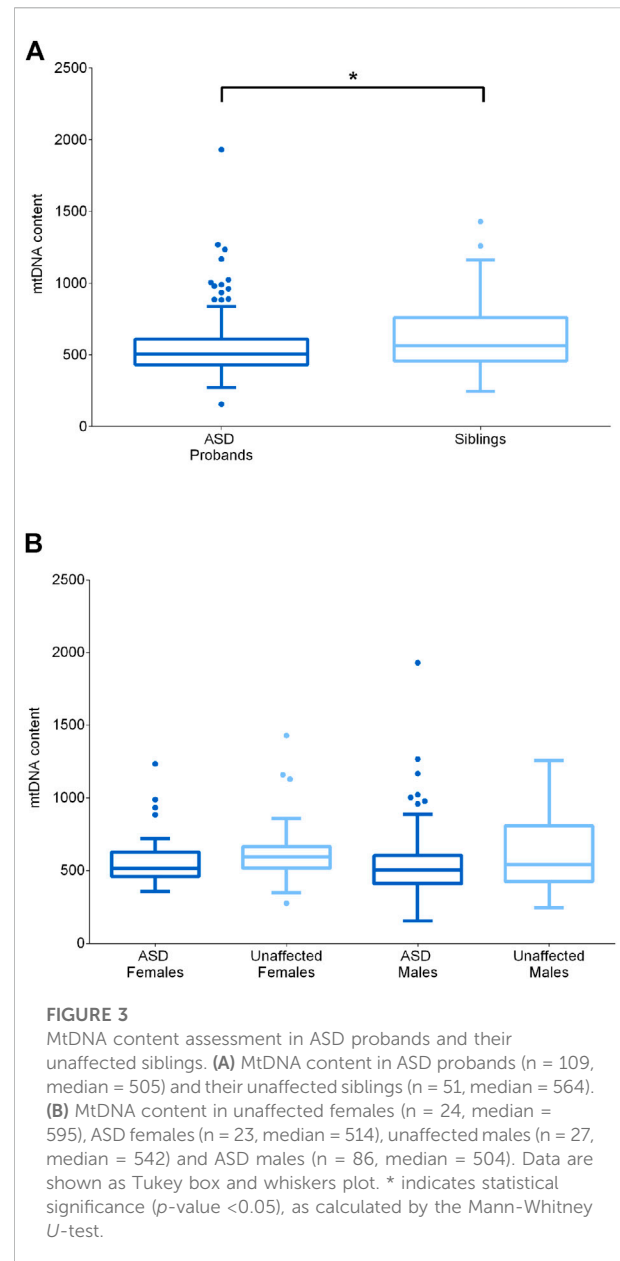 A
2500
*
2000
1500
mtDNA content
1000
500
0
ASD
Probands
Siblings
B
2500
2000
1500
mtDNA content
1000
500
0
ASD
Females
Unaffected
Females
ASD
Males
Unaffected
Males
FIGURE 3
MtDNA content assessment in ASD probands and their
unaffected siblings. (A) MtDNA content in ASD probands (n = 109,
median = 505) and their unaffected siblings (n = 51, median = 564).
(B) MtDNA content in unaffected females (n = 24, median =
595), ASD females (n = 23, median = 514), unaffected males (n = 27,
median = 542) and ASD males (n = 86, median = 504). Data are
shown as Tukey box and whiskers plot. * indicates statistical
significance (p-value <0.05), as calculated by the Mann-Whitney
U-test.